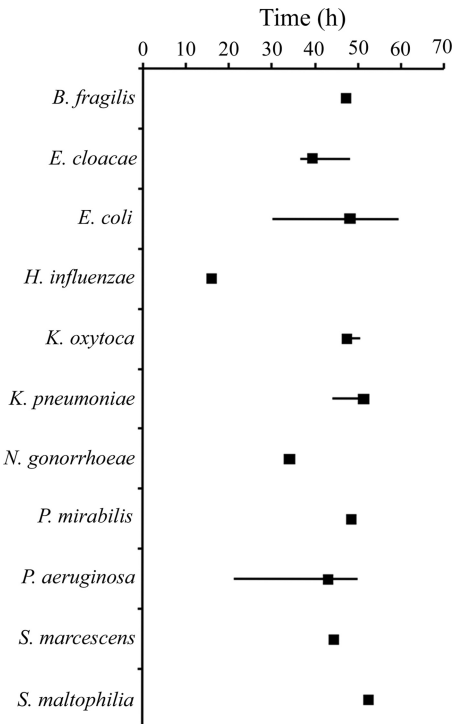 Time (h)
0 10 20 30 40 50 60 70
B. fragilis
E. cloacae
E. coli
H. influenzae
K. oxytoca
K. pneumoniae
N. gonorrhoeae
P. mirabilis
P. aeruginosa
S. marcescens
S. maltophilia